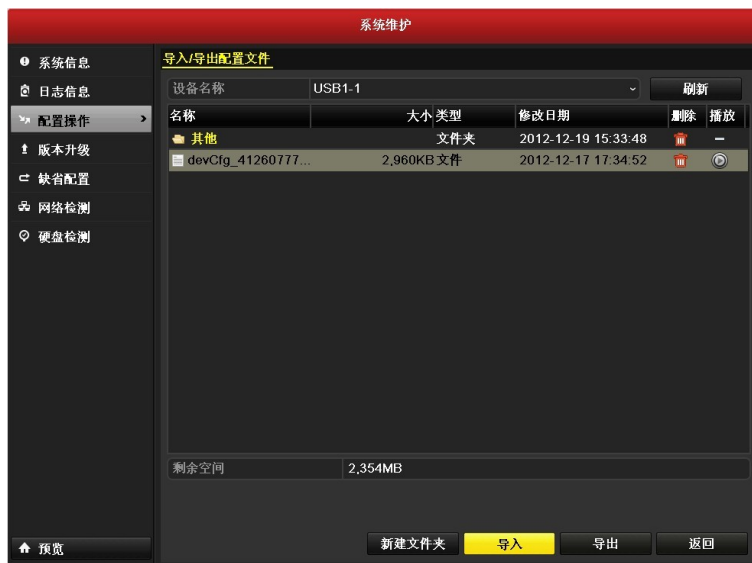 系统维护
系统信息
日志信息
配置操作
版本升级
缺省配置
网络检测
硬盘检测
预览
导入/导出配置文件
设备名称 USB1-1 刷新
名称 大小 类型 修改日期 删除 播放
其他 文件夹 2012-12-19 15:33:48
devCfg_41260777... 2,960KB 文件 2012-12-17 17:34:52
剩余空间 2,354MB
新建文件夹 导入 导出 返回